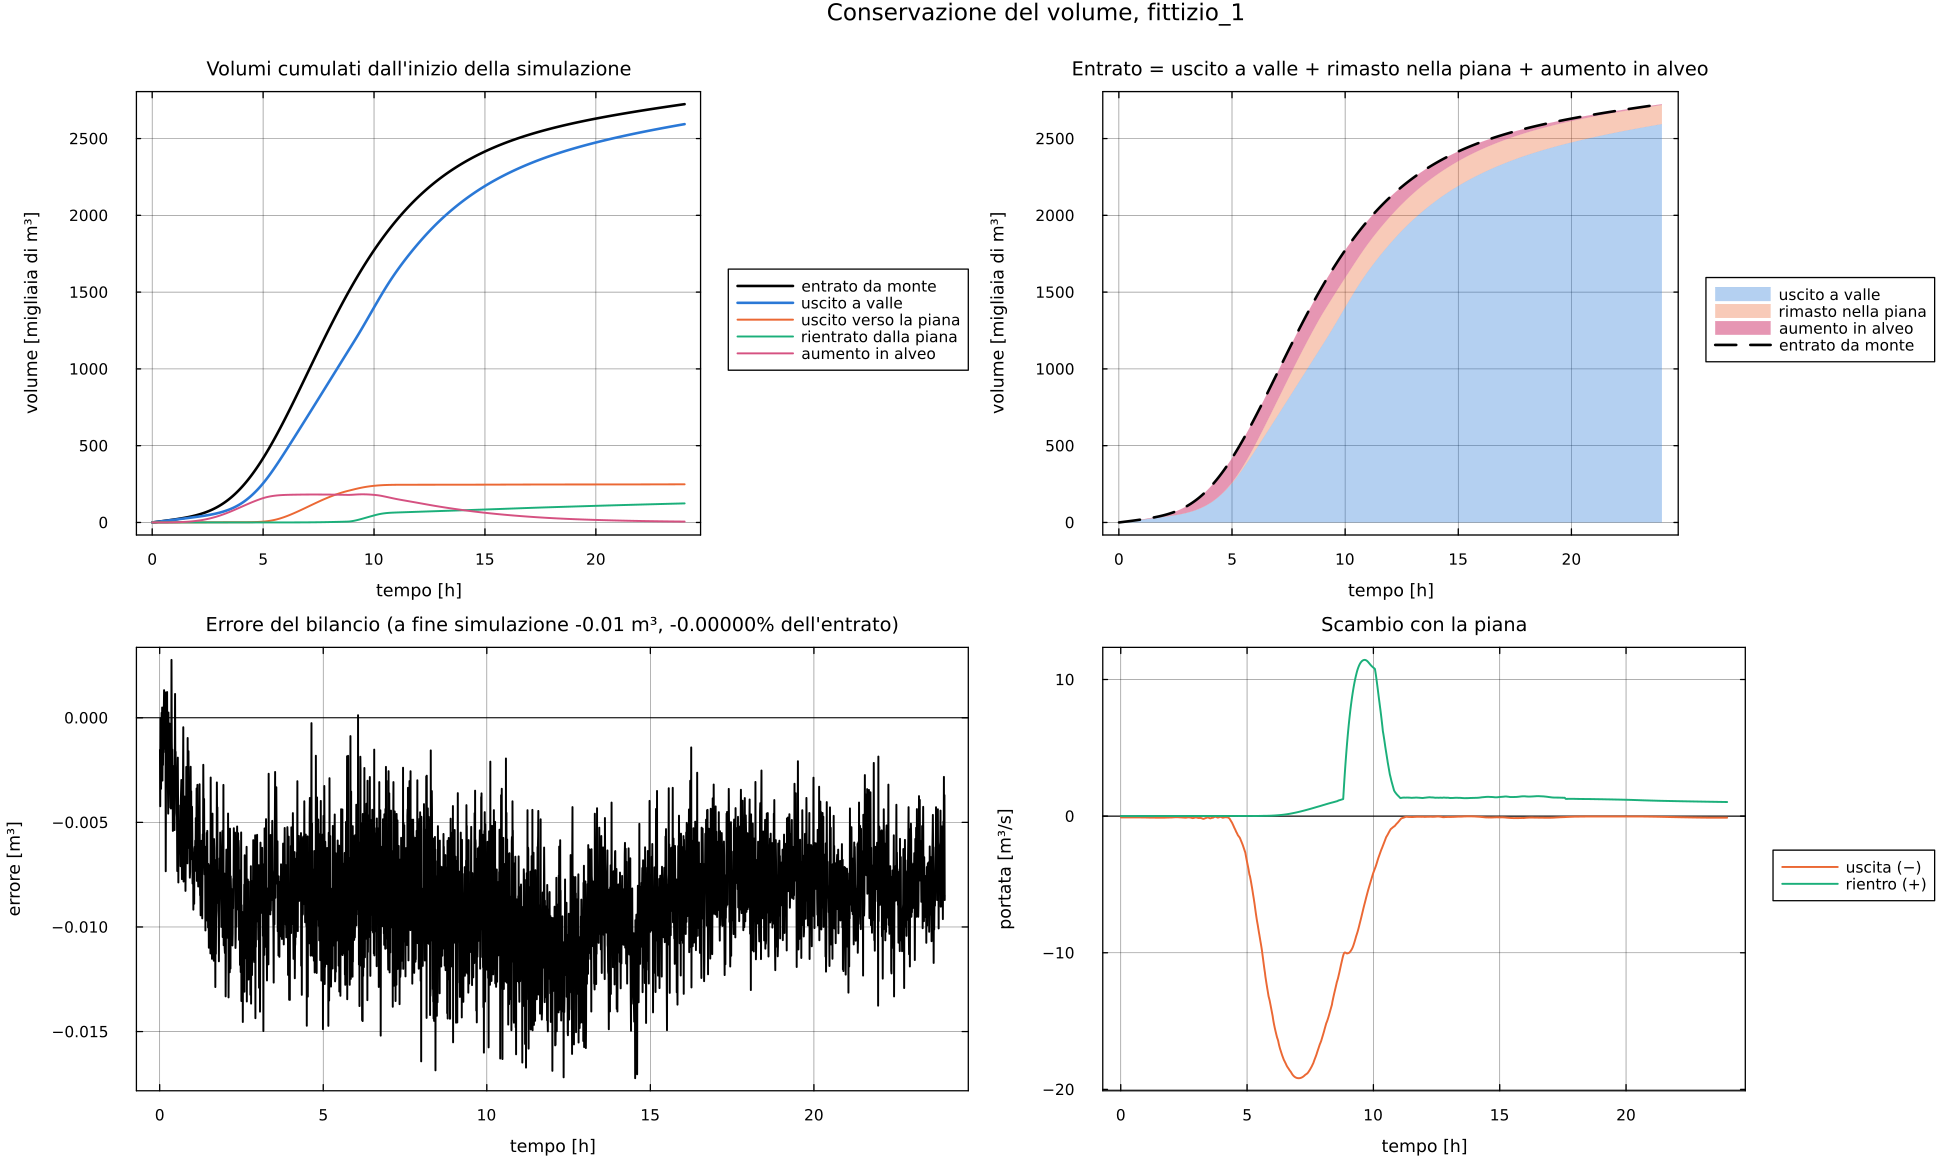 Conservazione del volume, fittizio_1
Volumi cumulati dall'inizio della simulazione
volume [migliaia di m³]
2500
2000
1500
1000
500
0
0 5 10 15 20
tempo [h]
entrato da monte
uscito a valle
uscito verso la piana
rientrato dalla piana
aumento in alveo
Entrato = uscito a valle + rimasto nella piana + aumento in alveo
volume [migliaia di m³]
2500
2000
1500
1000
500
0
0 5 10 15 20
tempo [h]
uscito a valle
rimasto nella piana
aumento in alveo
entrato da monte
Errore del bilancio (a fine simulazione -0.01 m³, -0.00000% dell'entrato)
errore [m³]
0.000
−0.005
−0.010
−0.015
0 5 10 15 20
tempo [h]
Scambio con la piana
portata [m³/s]
10
0
−10
−20
0 5 10 15 20
tempo [h]
uscita (−)
rientro (+)